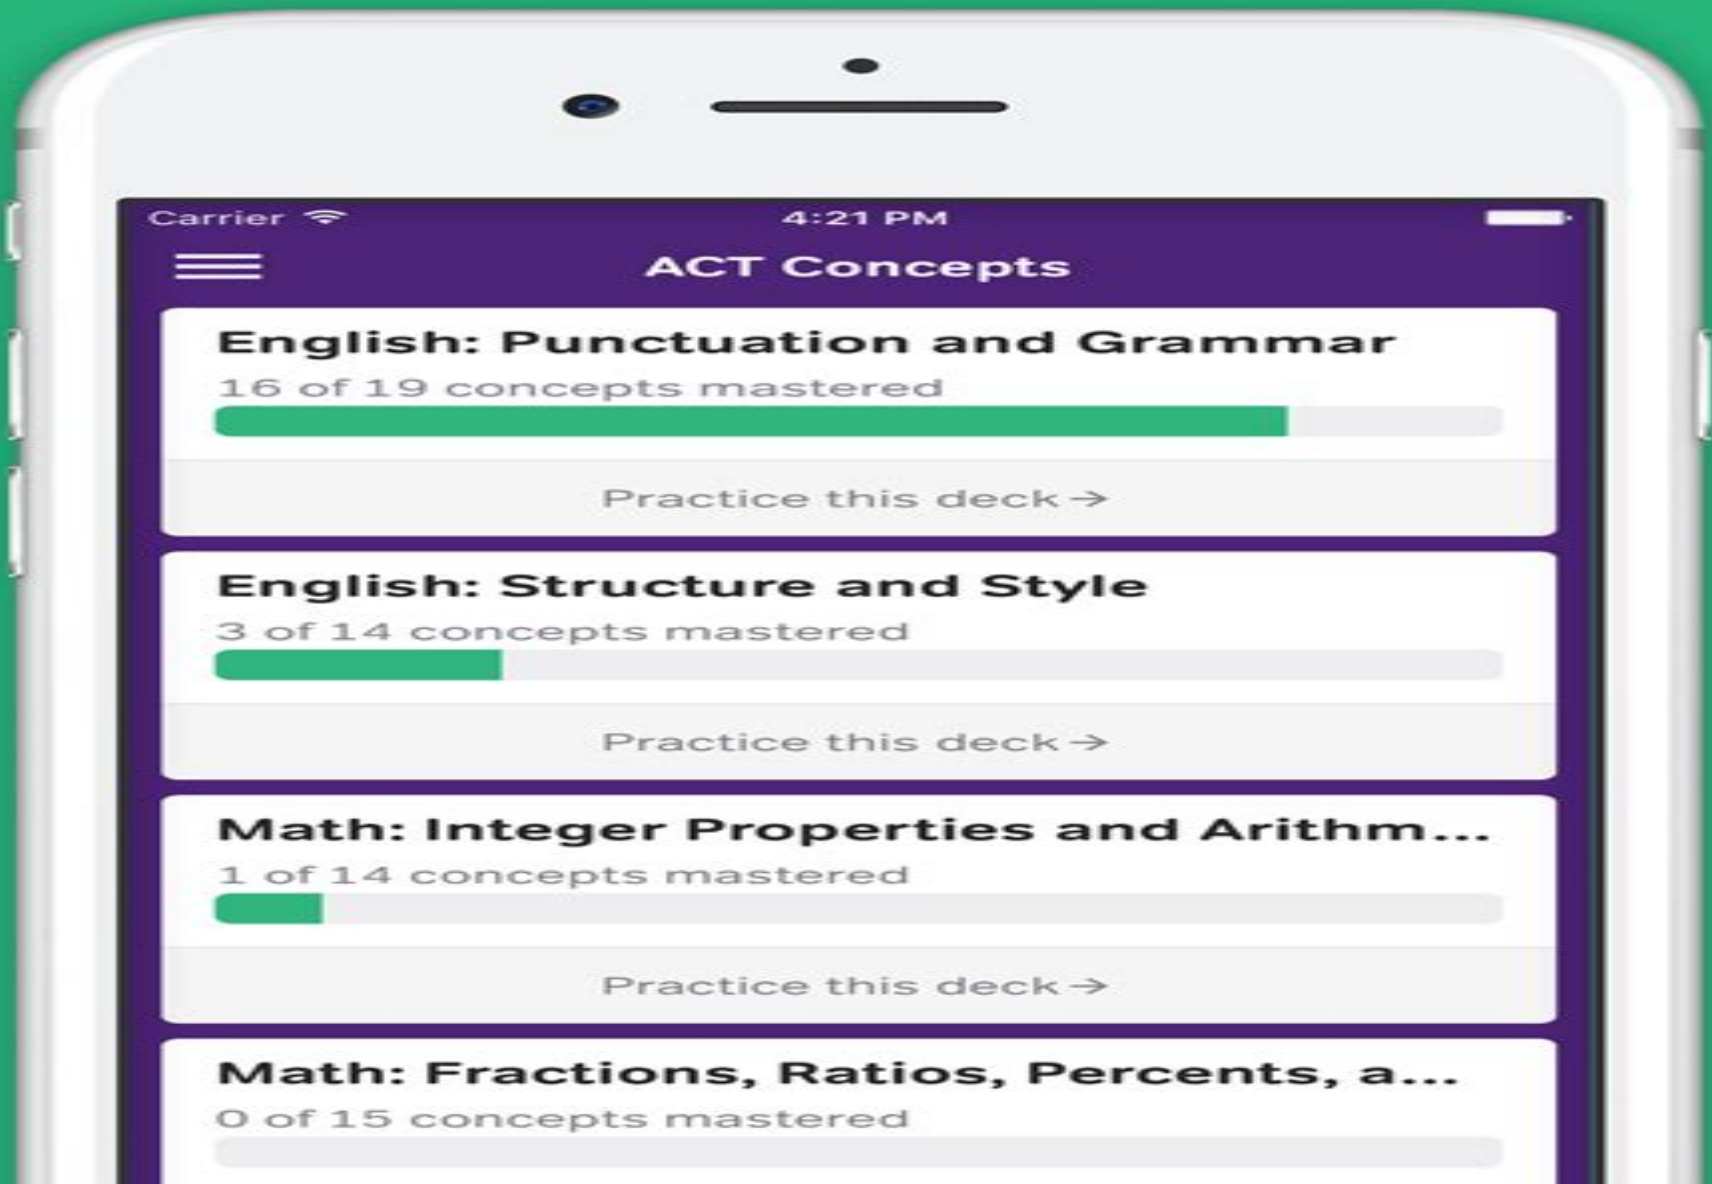 Carrier
4:21 PM
ACT Concepts
English: Punctuation and Grammar
16 of 19 concepts mastered
Practice this deck →
English: Structure and Style
3 of 14 concepts mastered
Practice this deck →
Math: Integer Properties and Arithm...
1 of 14 concepts mastered
Practice this deck →
Math: Fractions, Ratios, Percents, a...
0 of 15 concepts mastered